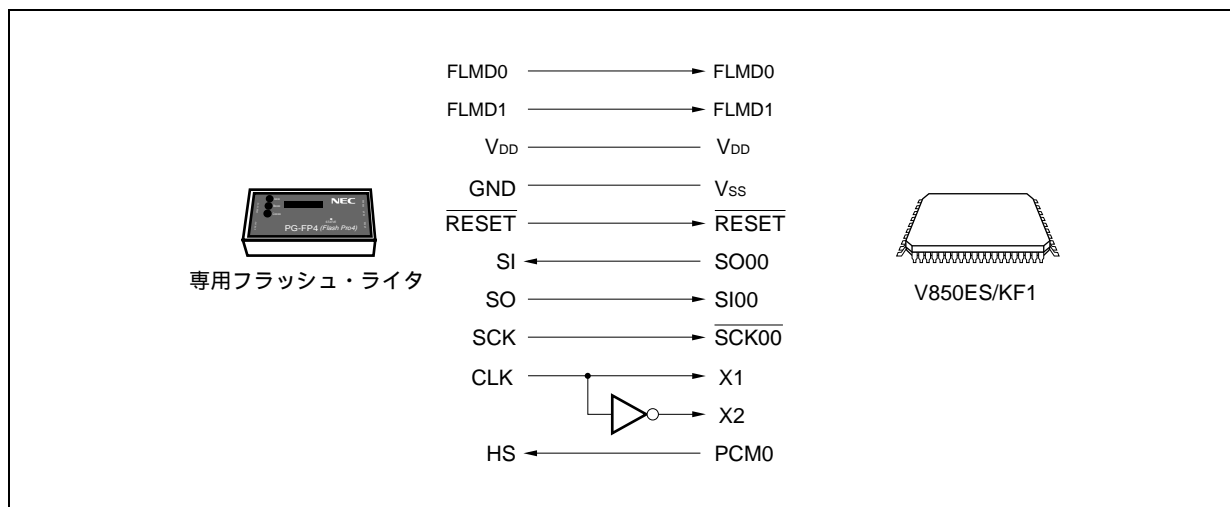 FLMD0 FLMD0
FLMD1 FLMD1
VDD VDD
GND VSS
RESET RESET
SI SO00
SO SI00
SCK SCK00
CLK X1
X2
HS PCM0
NEC
PG-FP4 (Flash Pro4)
専用フラッシュ・ライタ
V850ES/KF1